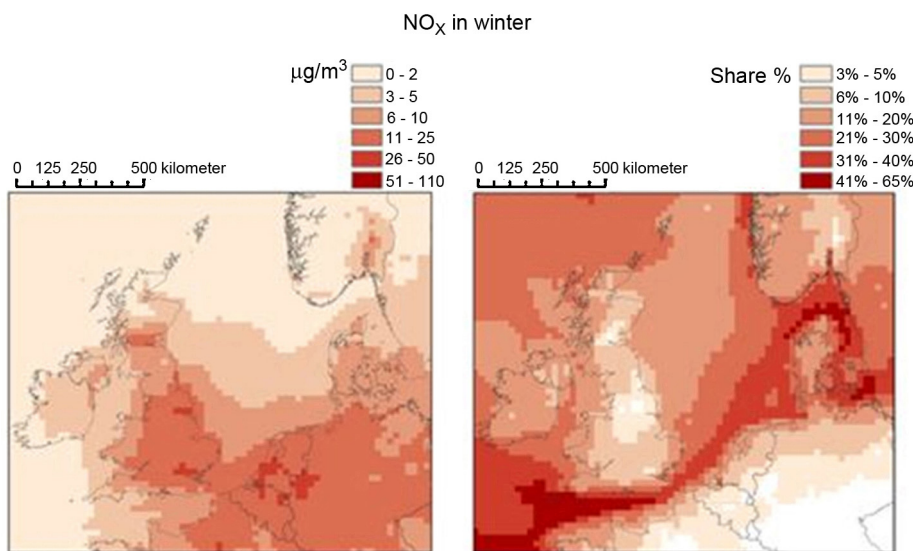 NOX in winter
µg/m3
0 - 2
3 - 5
6 - 10
11 - 25
26 - 50
51 - 110
0 125 250 500 kilometer
Share %
3% - 5%
6% - 10%
11% - 20%
21% - 30%
31% - 40%
41% - 65%
0 125 250 500 kilometer